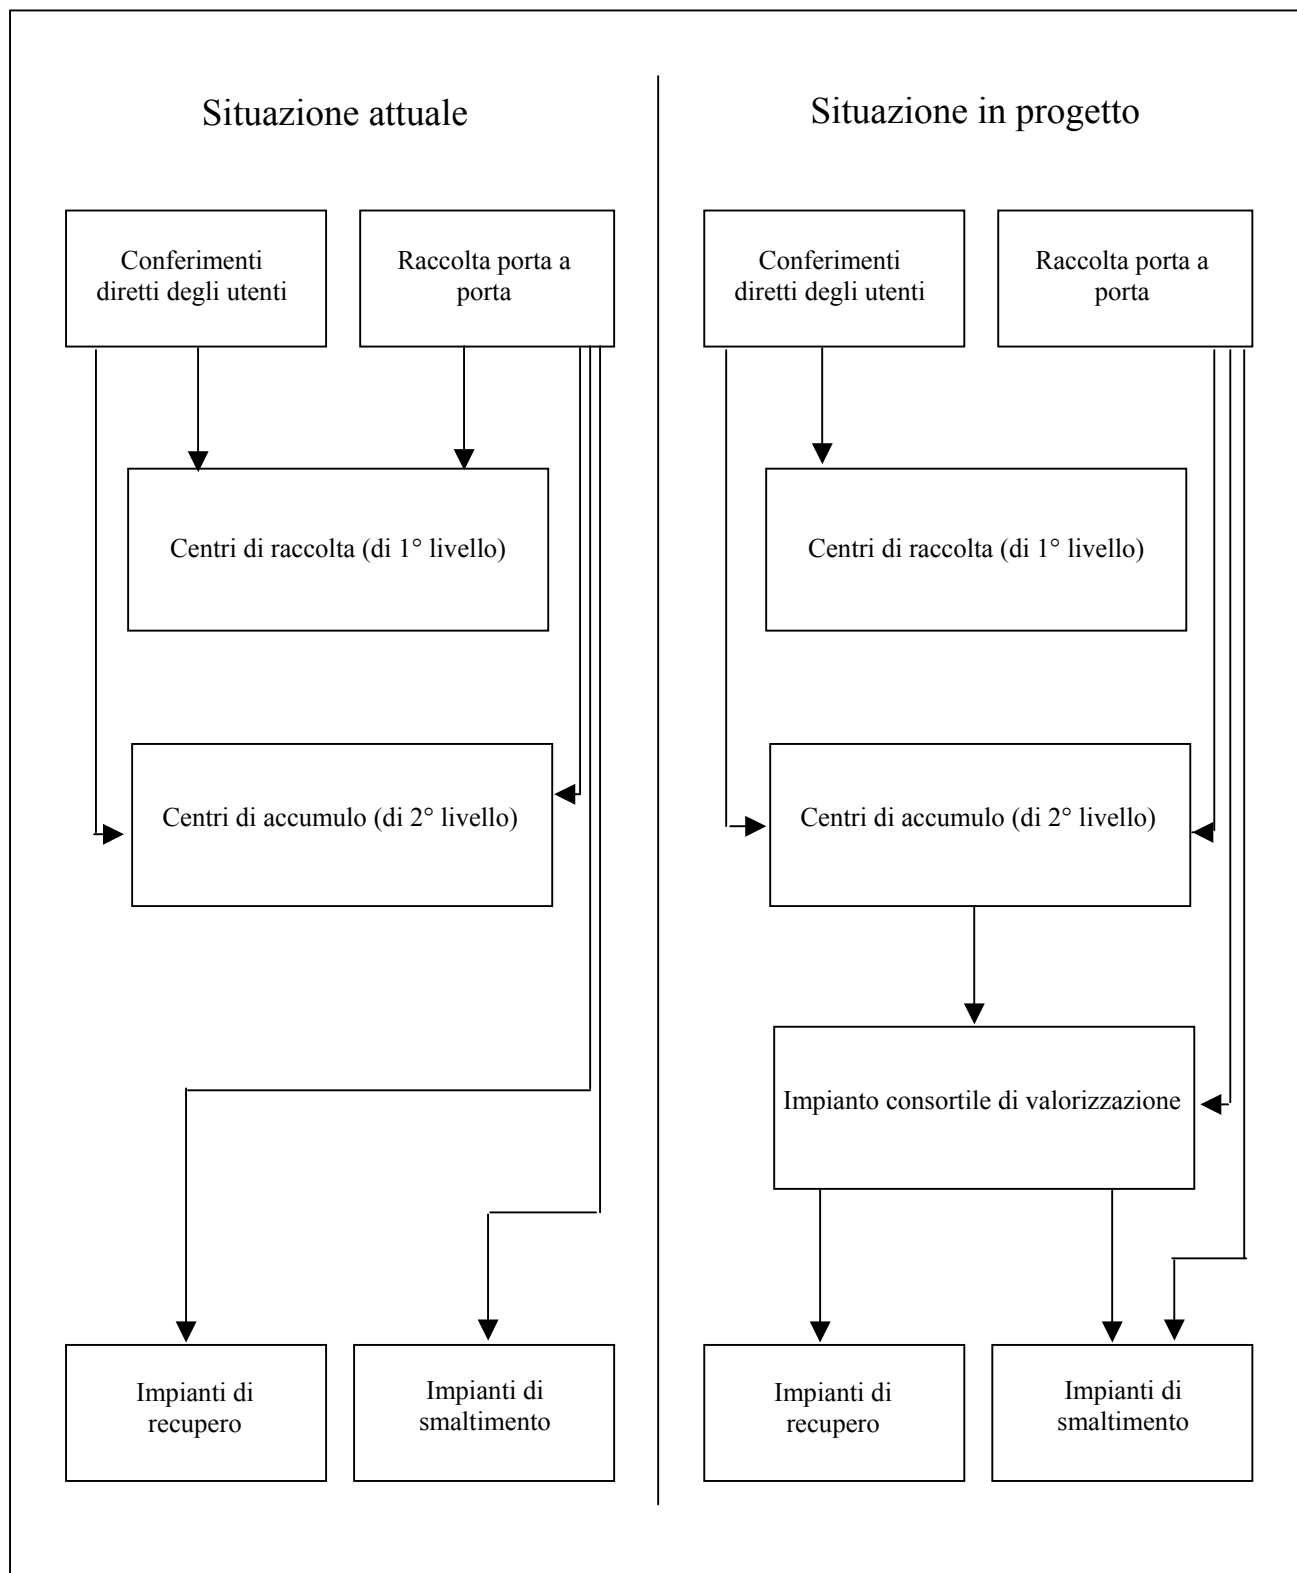 Situazione attuale
Situazione in progetto
Conferimenti
diretti degli utenti
Raccolta porta a
porta
Conferimenti
diretti degli utenti
Raccolta porta a
porta
Centri di raccolta (di 1° livello)
Centri di raccolta (di 1° livello)
Centri di accumulo (di 2° livello)
Centri di accumulo (di 2° livello)
Impianto consortile di valorizzazione
Impianti di
recupero
Impianti di
smaltimento
Impianti di
recupero
Impianti di
smaltimento